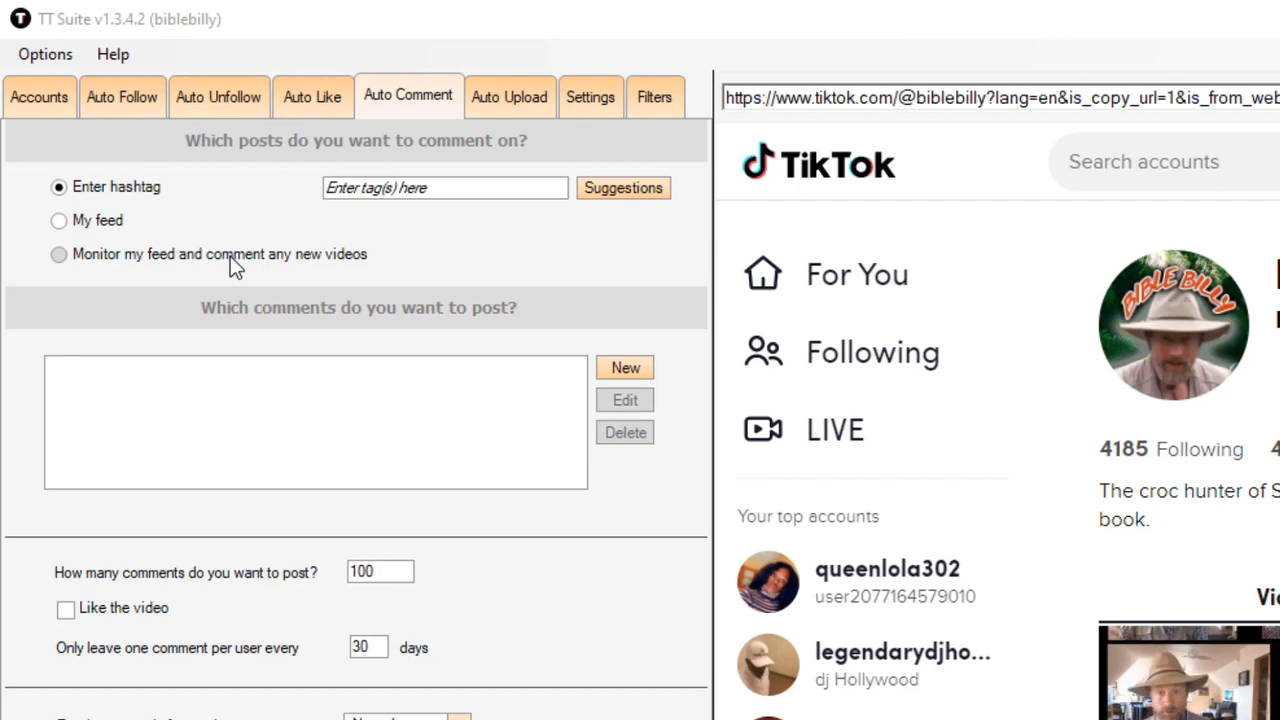 TT Suite v1.3.4.2 (biblebilly)
Options Help
Accounts Auto Follow Auto Unfollow Auto Like Auto Comment Auto Upload Settings Filters
Which posts do you want to comment on?
Enter hashtag Enter tag(s) here Suggestions
My feed
Monitor my feed and comment any new videos
Which comments do you want to post?
New
Edit
Delete
How many comments do you want to post? 100
Like the video
Only leave one comment per user every 30 days
https://www.tiktok.com/@biblebilly?lang=en&is_copy_url=1&is_from_web
TikTok Search accounts
For You
Following
LIVE
BIBLE BILLY
4185 Following
The croc hunter of S
book.
Your top accounts
queenlola302
user2077164579010
legendarydjho...
dj Hollywood